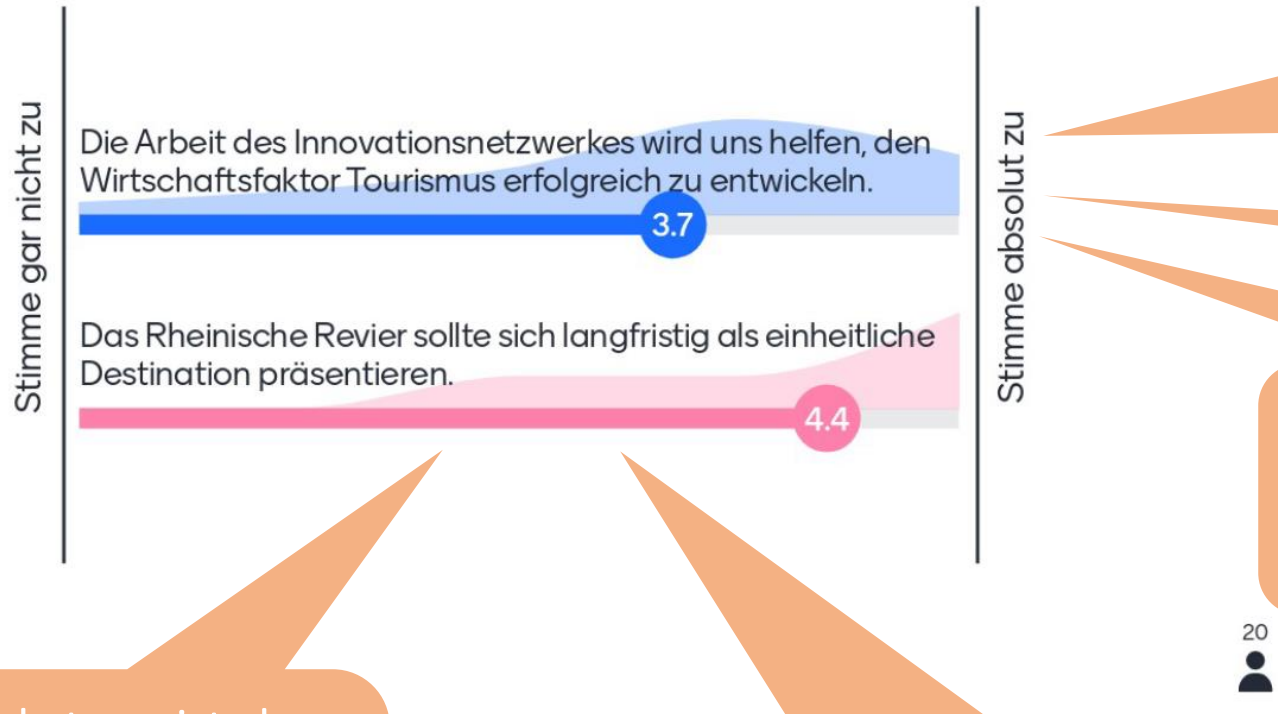 Stimme gar nicht zu
Die Arbeit des Innovationsnetzwerkes wird uns helfen, den
Wirtschaftsfaktor Tourismus erfolgreich zu entwickeln.
3.7
Das Rheinische Revier sollte sich langfristig als einheitliche
Destination präsentieren.
4.4
Stimme absolut zu
20